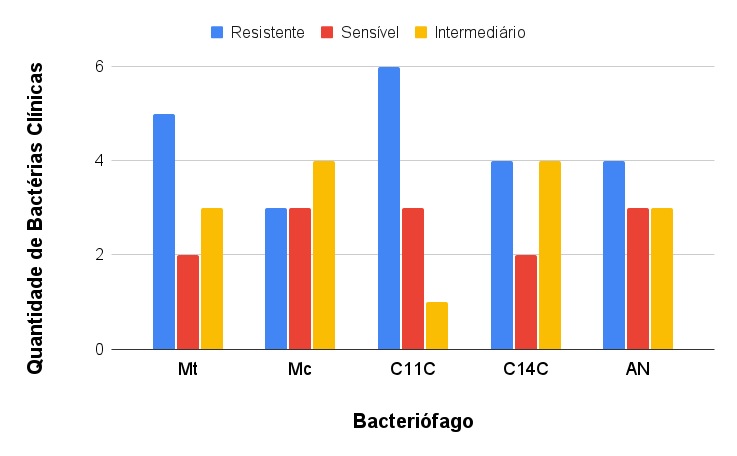 Resistente Sensível Intermediário
Quantidade de Bactérias Clínicas
6
4
2
0
Mt Mc C11C C14C AN
Bacteriófago